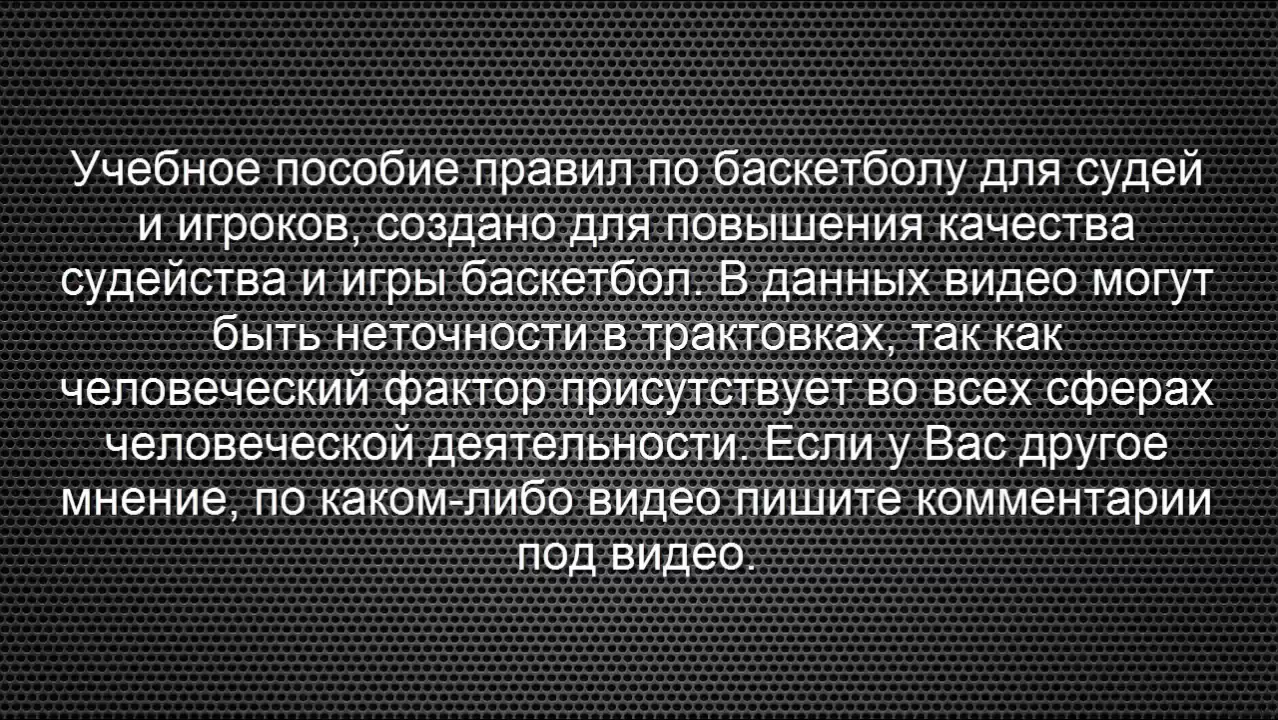 Учебное пособие правил по баскетболу для судей
и игроков, создано для повышения качества
судейства и игры баскетбол. В данных видео могут
быть неточности в трактовках, так как
человеческий фактор присутствует во всех сферах
человеческой деятельности. Если у Вас другое
мнение, по каком-либо видео пишите комментарии
под видео.